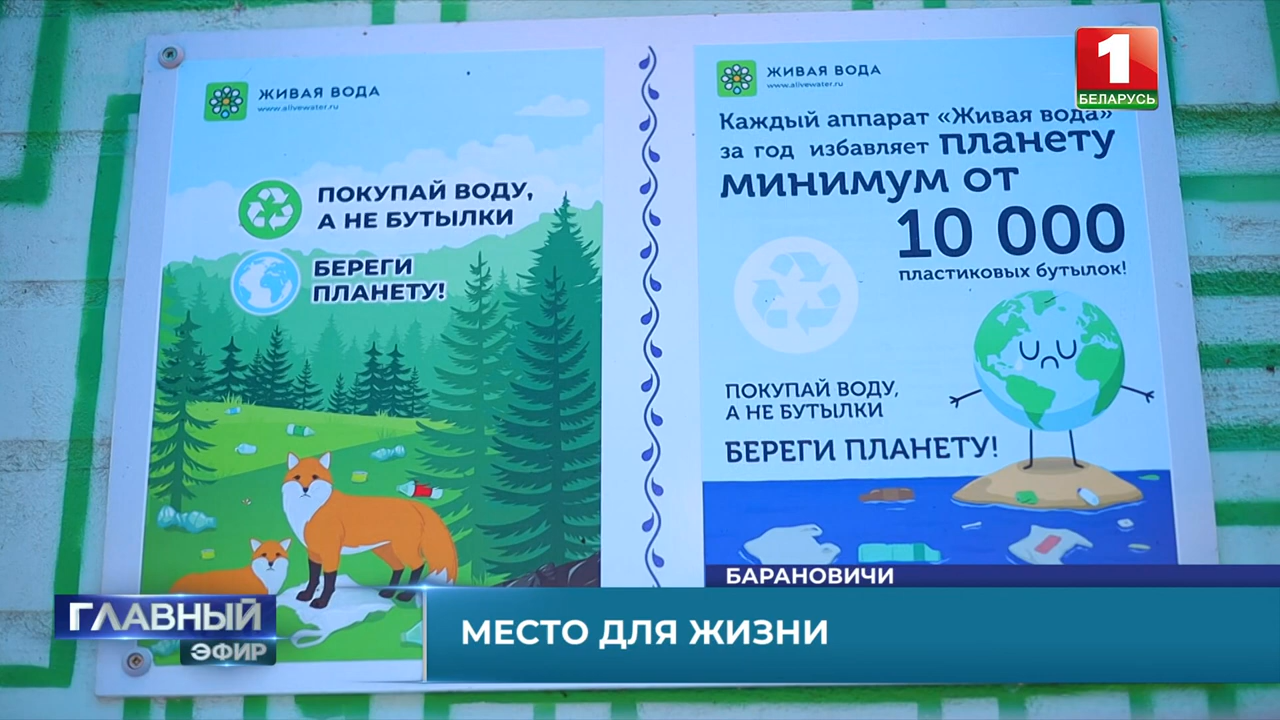 ЖИВАЯ ВОДА
www.alivewater.ru
ПОКУПАЙ ВОДУ,
А НЕ БУТЫЛКИ
БЕРЕГИ
ПЛАНЕТУ!
ЖИВАЯ ВОДА
www.alivewater.ru
Каждый аппарат «Живая вода»
за год избавляет планету
минимум от
10 000
пластиковых бутылок!
ПОКУПАЙ ВОДУ,
А НЕ БУТЫЛКИ
БЕРЕГИ ПЛАНЕТУ!
1
БЕЛАРУСЬ
БАРАНОВИЧИ
ГЛАВНЫЙ
ЭФИР
МЕСТО ДЛЯ ЖИЗНИ